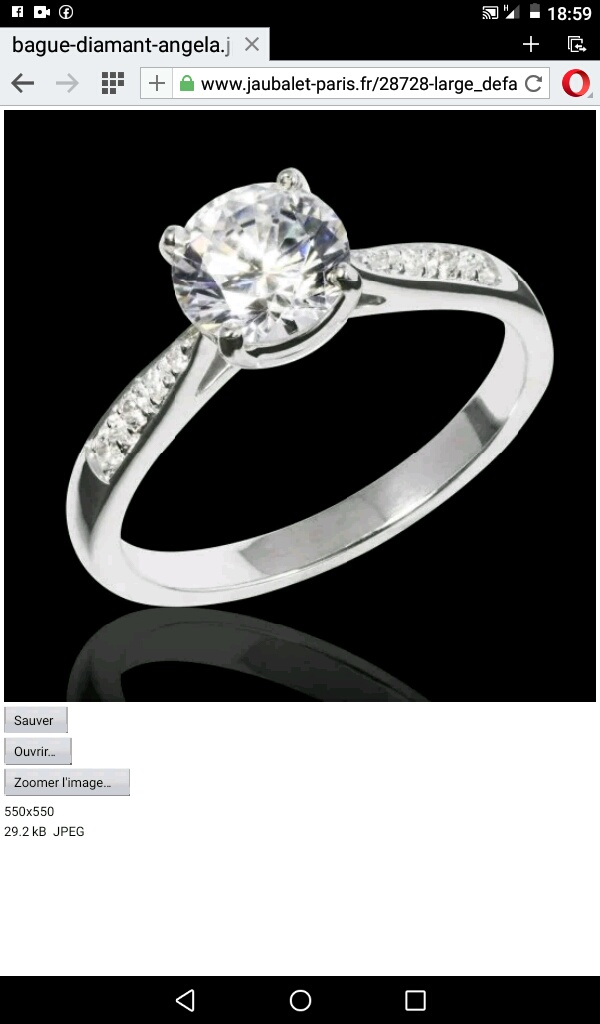 18:59
bague-diamant-angela.j
www.jaubalet-paris.fr/28728-large_defa
Sauver
Ouvrir...
Zoomer l'image...
550x550
29.2 kB JPEG